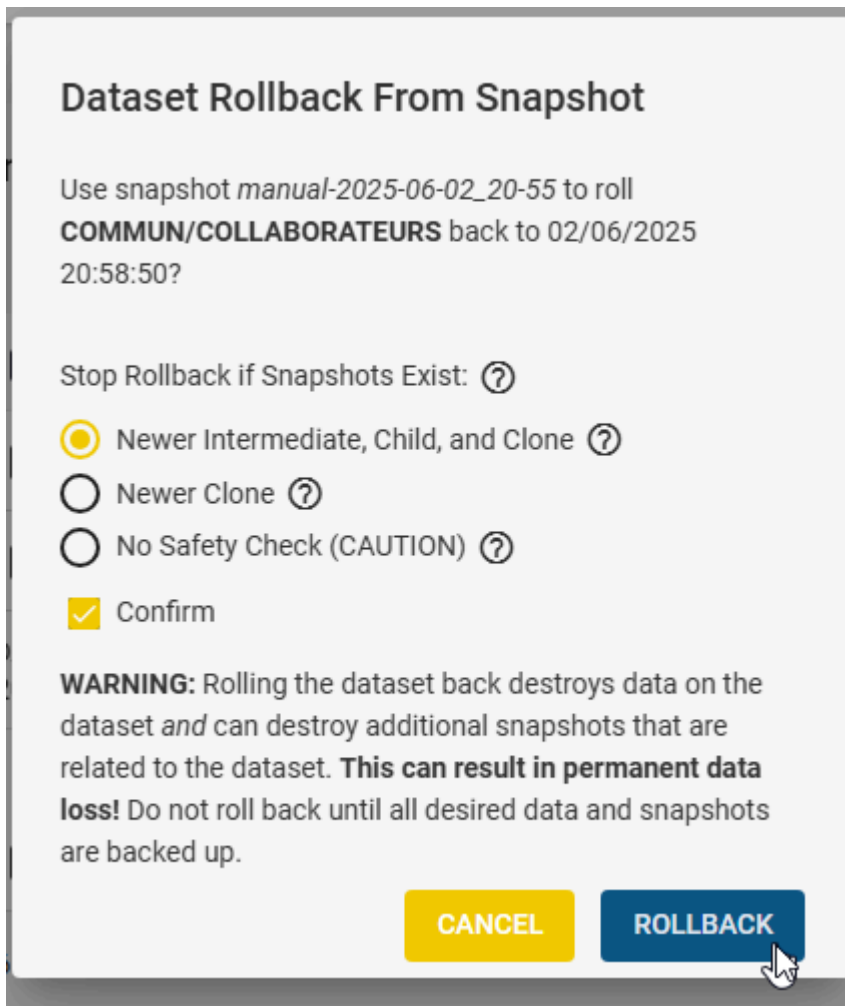 Dataset Rollback From Snapshot
Use snapshot manual-2025-06-02_20-55 to roll
COMMUN/COLLABORATEURS back to 02/06/2025
20:58:50?
Stop Rollback if Snapshots Exist: ?
Newer Intermediate, Child, and Clone ?
Newer Clone ?
No Safety Check (CAUTION) ?
Confirm
WARNING: Rolling the dataset back destroys data on the
dataset and can destroy additional snapshots that are
related to the dataset. This can result in permanent data
loss! Do not roll back until all desired data and snapshots
are backed up.
CANCEL ROLLBACK